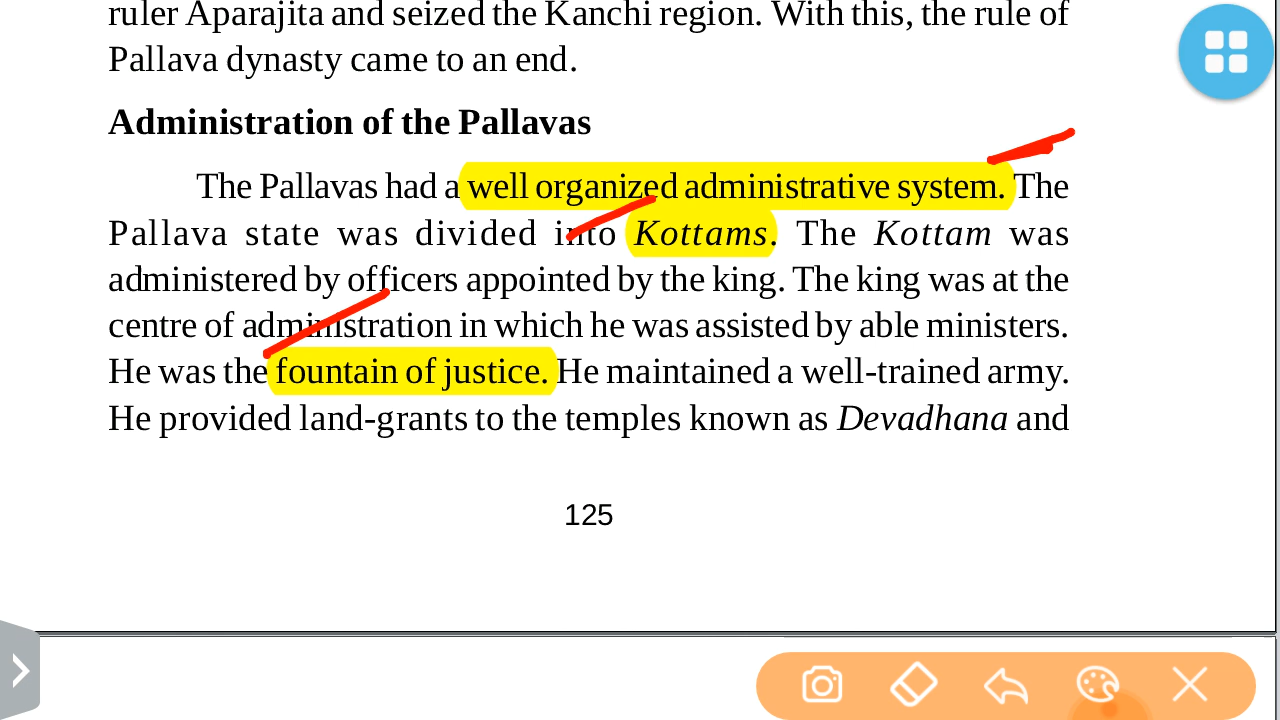 ruler Aparajita and seized the Kanchi region. With this, the rule of
Pallava dynasty came to an end.
Administration of the Pallavas
The Pallavas had a well organized administrative system. The
Pallava state was divided into Kottams. The Kottam was
administered by officers appointed by the king. The king was at the
centre of administration in which he was assisted by able ministers.
He was the fountain of justice. He maintained a well-trained army.
He provided land-grants to the temples known as Devadhana and
125